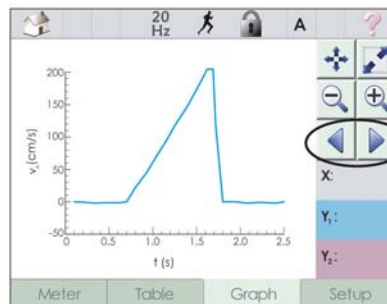 20
Hz
A
?
200
150
100
50
0
-50
vₓ(cm/s)
0 0.5 1.0 1.5 2.0 2.5
t (s)
X:
Y₁ :
Y₂ :
Meter Table Graph Setup